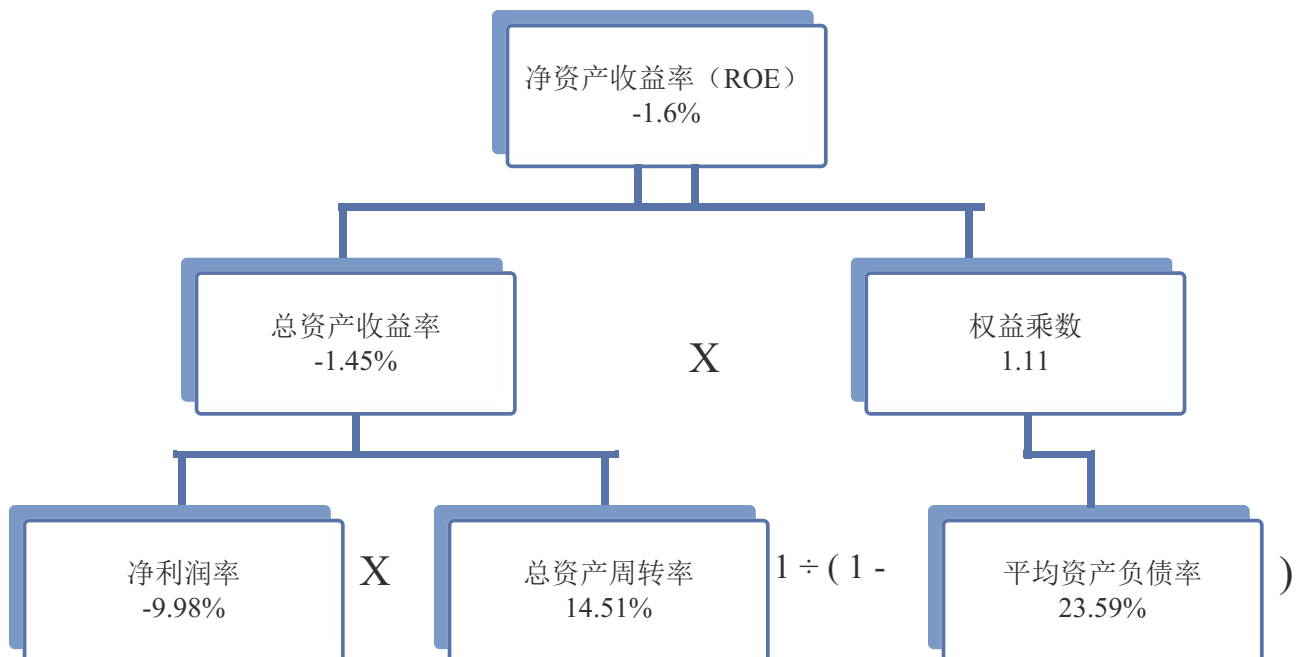 净资产收益率（ROE）
-1.6%
总资产收益率
-1.45%
X
权益乘数
1.11
净利润率
-9.98%
X
总资产周转率
14.51%
1 ÷ ( 1 -
平均资产负债率
23.59%
)